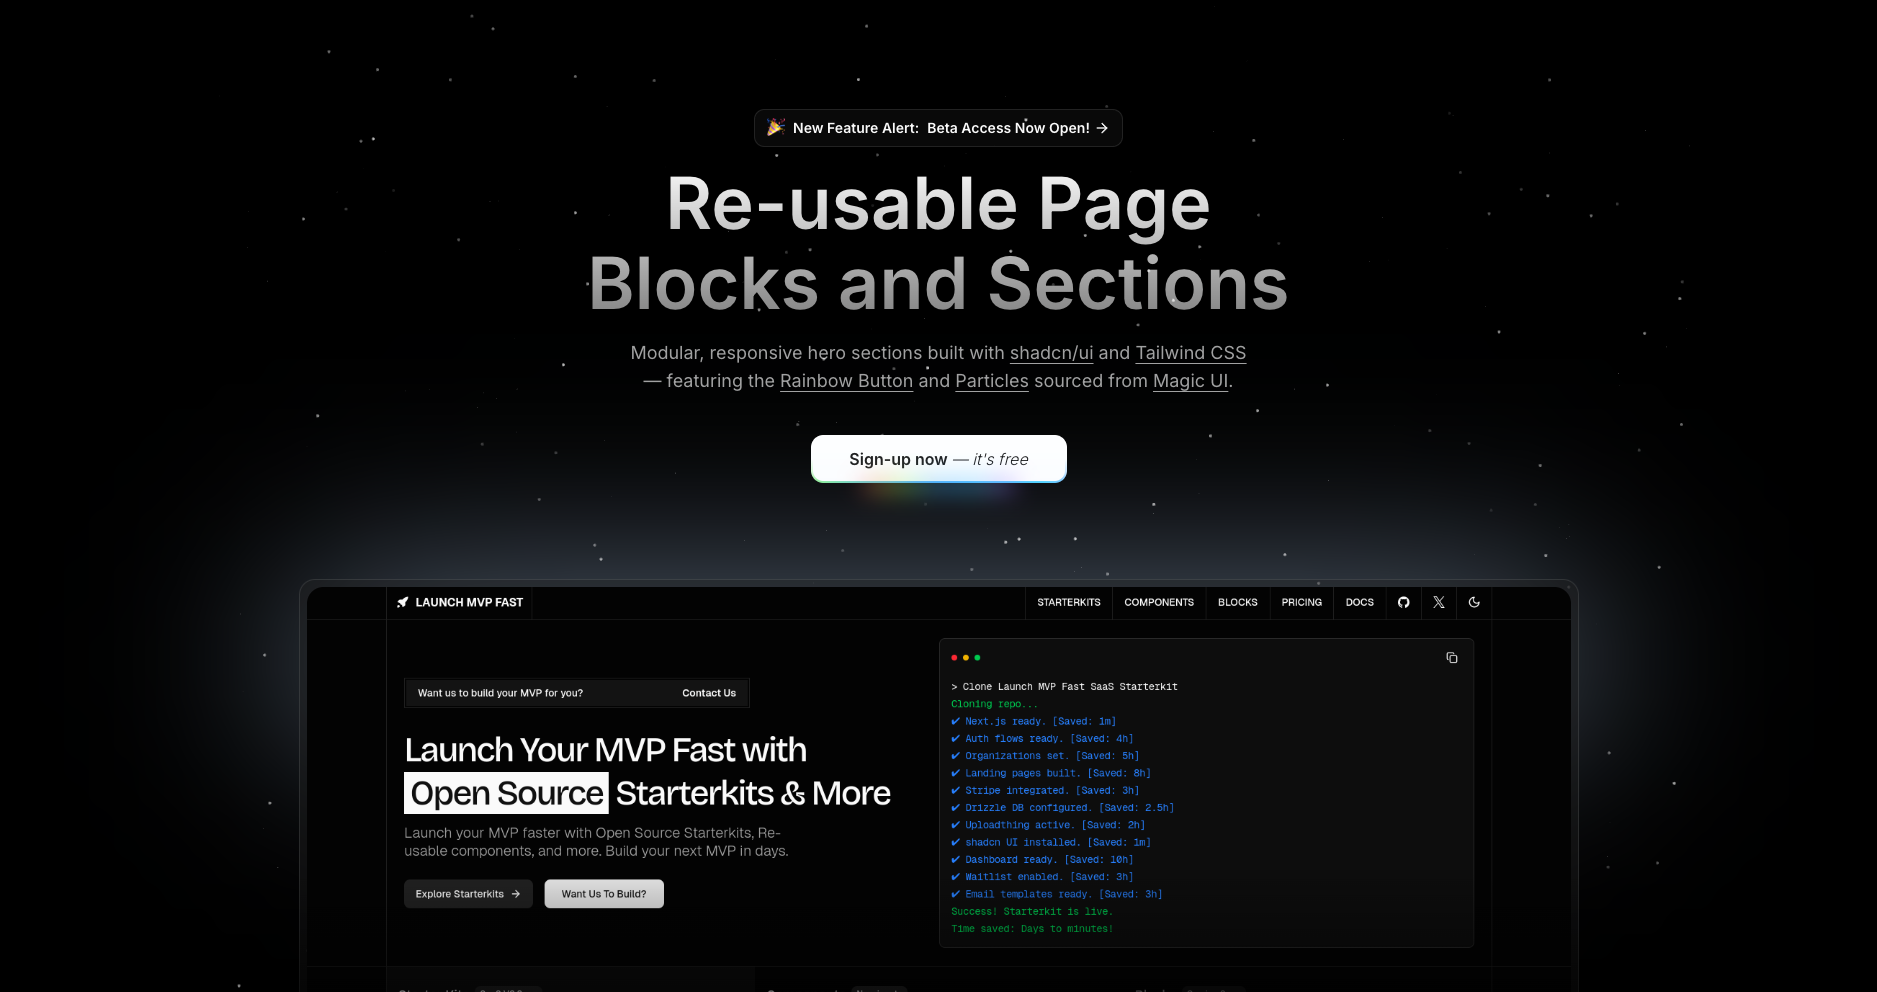 🎉 New Feature Alert: Beta Access Now Open! →
Re-usable Page
Blocks and Sections
Modular, responsive hero sections built with shadcn/ui and Tailwind CSS
— featuring the Rainbow Button and Particles sourced from Magic UI.
Sign-up now — it's free
LAUNCH MVP FAST
STARTERKITS
COMPONENTS
BLOCKS
PRICING
DOCS
Want us to build your MVP for you?
Contact Us
Launch Your MVP Fast with
Open Source Starterkits & More
Launch your MVP faster with Open Source Starterkits, Re-
usable components, and more. Build your next MVP in days.
Explore Starterkits →
Want Us To Build?
> Clone Launch MVP Fast SaaS Starterkit
Cloning repo...
✔ Next.js ready. [Saved: 1m]
✔ Auth flows ready. [Saved: 4h]
✔ Organizations set. [Saved: 5h]
✔ Landing pages built. [Saved: 8h]
✔ Stripe integrated. [Saved: 3h]
✔ Drizzle DB configured. [Saved: 2.5h]
✔ Uploadthing active. [Saved: 2h]
✔ shadcn UI installed. [Saved: 1m]
✔ Dashboard ready. [Saved: 10h]
✔ Waitlist enabled. [Saved: 3h]
✔ Email templates ready. [Saved: 3h]
Success! Starterkit is live.
Time saved: Days to minutes!